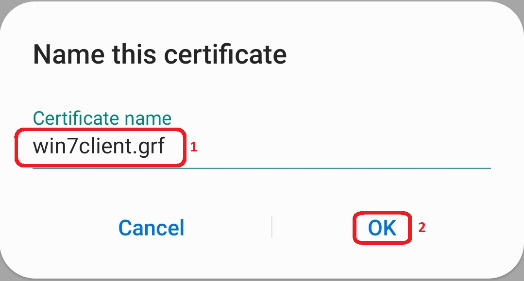 Name this certificate
Certificate name
win7client.grf 1
Cancel OK 2